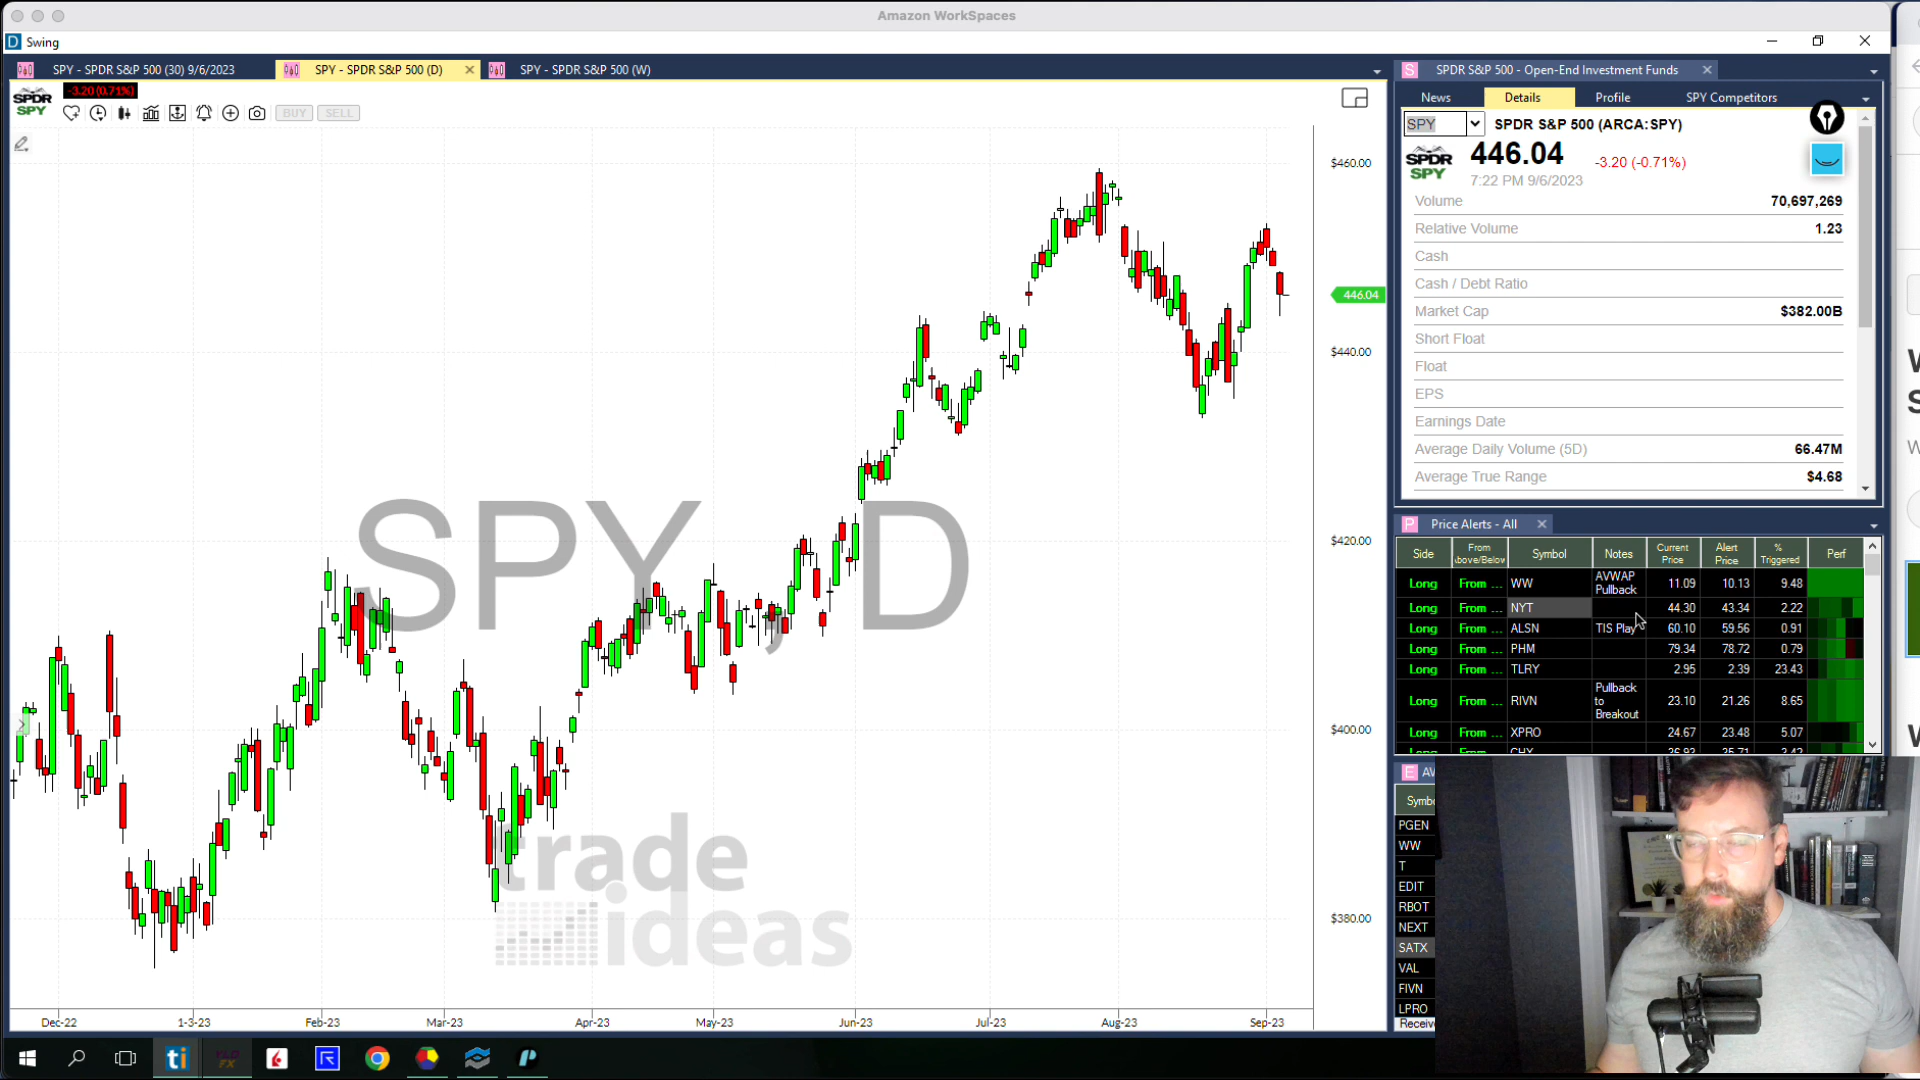 Amazon WorkSpaces
D Swing
SPY - SPDR S&P 500 (30) 9/6/2023
SPY - SPDR S&P 500 (D)
SPY - SPDR S&P 500 (W)
SPDR
SPY
-3.20 (0.71%)
BUY
SELL
SPY, D
trade
ideas
$460.00
446.04
$440.00
$420.00
$400.00
$380.00
Dec-22
1-3-23
Feb-23
Mar-23
Apr-23
May-23
Jun-23
Jul-23
Aug-23
Sep-23
S SPDR S&P 500 - Open-End Investment Funds
News
Details
Profile
SPY Competitors
SPY
SPDR S&P 500 (ARCA:SPY)
SPDR
SPY
446.04
-3.20 (-0.71%)
7:22 PM 9/6/2023
Volume 70,697,269
Relative Volume 1.23
Cash
Cash / Debt Ratio
Market Cap $382.00B
Short Float
Float
EPS
Earnings Date
Average Daily Volume (5D) 66.47M
Average True Range $4.68
P Price Alerts - All
Side
From
Symbol
Notes
Current
Price
Alert
Price
%
Triggered
Perf
Long From ... WW AVWAP
Pullback 11.09 10.13 9.48
Long From ... NYT 44.30 43.34 2.22
Long From ... ALSN TIS Play 60.10 59.56 0.91
Long From ... PHM 79.34 78.72 0.79
Long From ... TLRY 2.95 2.39 23.43
Long From ... RIVN Pullback
to
Breakout 23.10 21.26 8.65
Long From ... XPRO 24.67 23.48 5.07
E AV
Symbo
PGEN
WW
T
EDIT
RBOT
NEXT
SATX
VAL
FIVN
LPRO
Receiv
ti